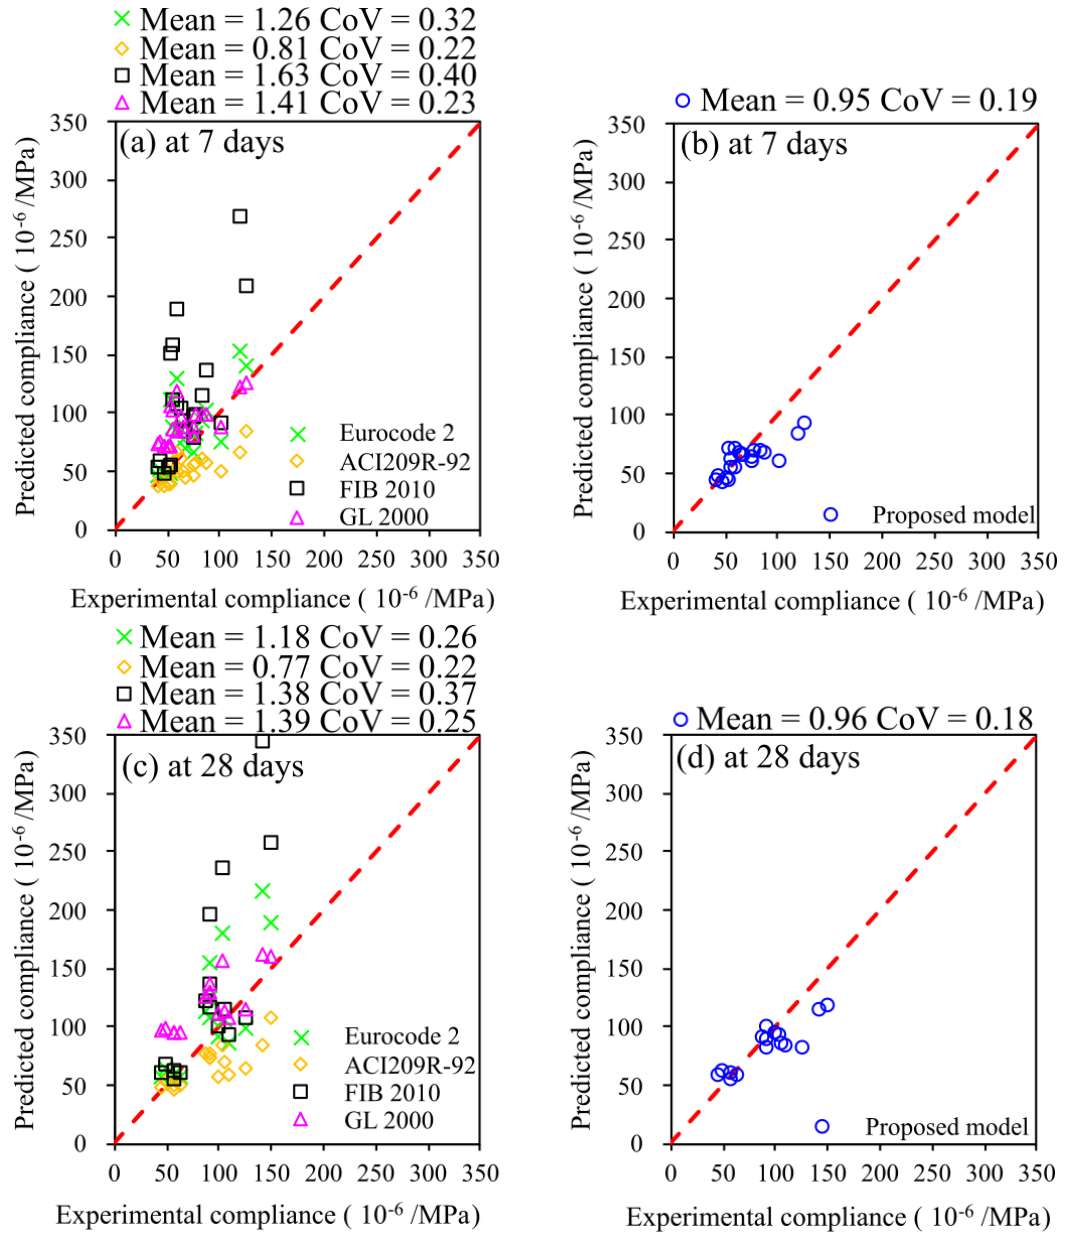 Mean = 1.26 CoV = 0.32
Mean = 0.81 CoV = 0.22
Mean = 1.63 CoV = 0.40
Mean = 1.41 CoV = 0.23
(a) at 7 days
350
300
250
200
150
100
50
0
Predicted compliance ( 10-6 /MPa)
Eurocode 2
ACI209R-92
FIB 2010
GL 2000
0 50 100 150 200 250 300 350
Experimental compliance ( 10-6 /MPa)
Mean = 0.95 CoV = 0.19
(b) at 7 days
350
300
250
200
150
100
50
0
Predicted compliance ( 10-6 /MPa)
Proposed model
0 50 100 150 200 250 300 350
Experimental compliance ( 10-6 /MPa)
Mean = 1.18 CoV = 0.26
Mean = 0.77 CoV = 0.22
Mean = 1.38 CoV = 0.37
Mean = 1.39 CoV = 0.25
(c) at 28 days
350
300
250
200
150
100
50
0
Predicted compliance ( 10-6 /MPa)
Eurocode 2
ACI209R-92
FIB 2010
GL 2000
0 50 100 150 200 250 300 350
Experimental compliance ( 10-6 /MPa)
Mean = 0.96 CoV = 0.18
(d) at 28 days
350
300
250
200
150
100
50
0
Predicted compliance ( 10-6 /MPa)
Proposed model
0 50 100 150 200 250 300 350
Experimental compliance ( 10-6 /MPa)